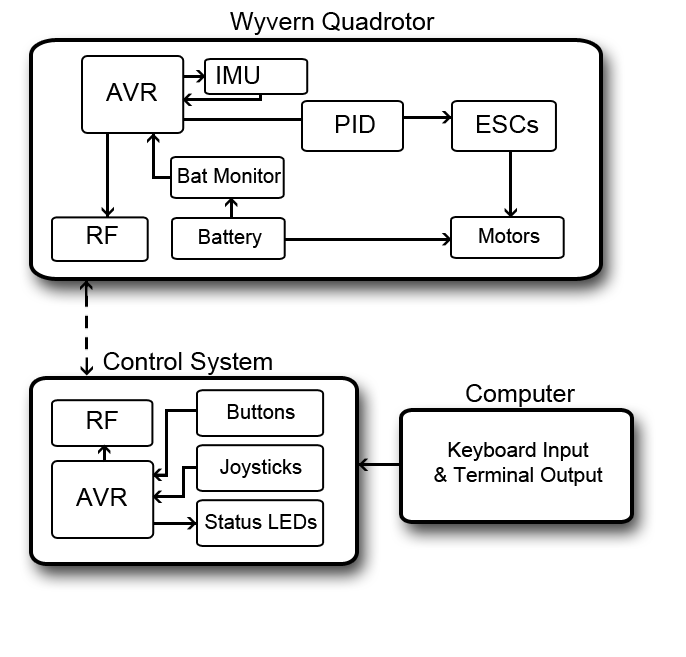 Wyvern Quadrotor
AVR
IMU
PID
ESCs
Bat Monitor
RF
Battery
Motors
Control System
RF
Buttons
Joysticks
AVR
Status LEDs
Computer
Keyboard Input
& Terminal Output